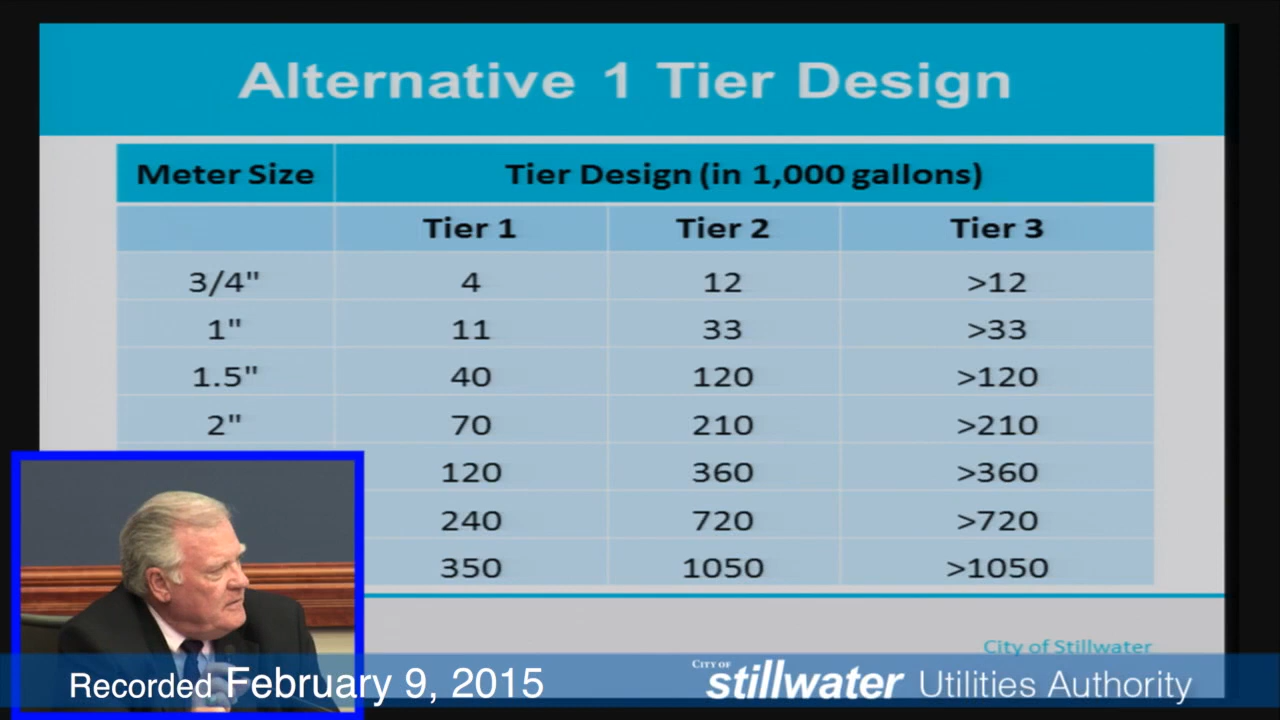 Alternative 1 Tier Design
Meter Size Tier Design (in 1,000 gallons)
Tier 1 Tier 2 Tier 3
3/4" 4 12 >12
1" 11 33 >33
1.5" 40 120 >120
2" 70 210 >210
120 360 >360
240 720 >720
350 1050 >1050
City of Stillwater
Recorded February 9, 2015
CITY OF stillwater Utilities Authority